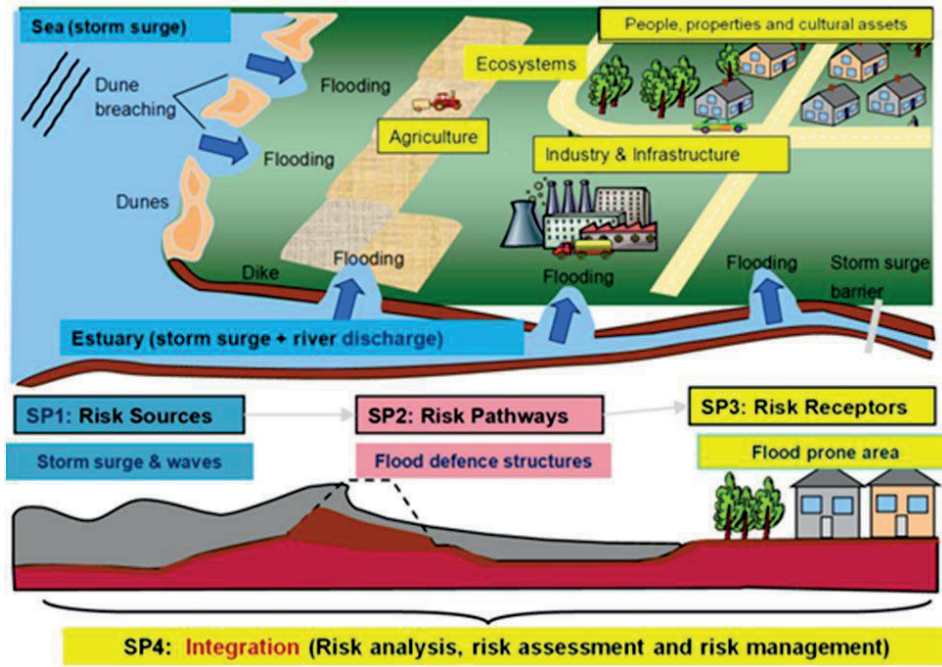 Sea (storm surge)
People, properties and cultural assets
Dune
breaching
Flooding
Ecosystems
Agriculture
Flooding
Industry & Infrastructure
Dunes
Dike
Flooding
Flooding
Flooding
Storm surge
barrier
Estuary (storm surge + river discharge)
SP1: Risk Sources
SP2: Risk Pathways
SP3: Risk Receptors
Storm surge & waves
Flood defence structures
Flood prone area
SP4: Integration (Risk analysis, risk assessment and risk management)